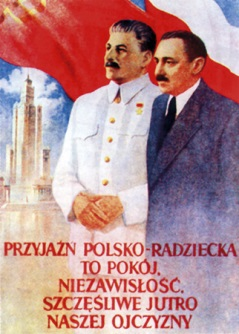 PRZYJAŹŃ POLSKO-RADZIECKA
TO POKÓJ,
NIEZAWISŁOŚĆ,
SZCZĘŚLIWE JUTRO
NASZEJ OJCZYZNY